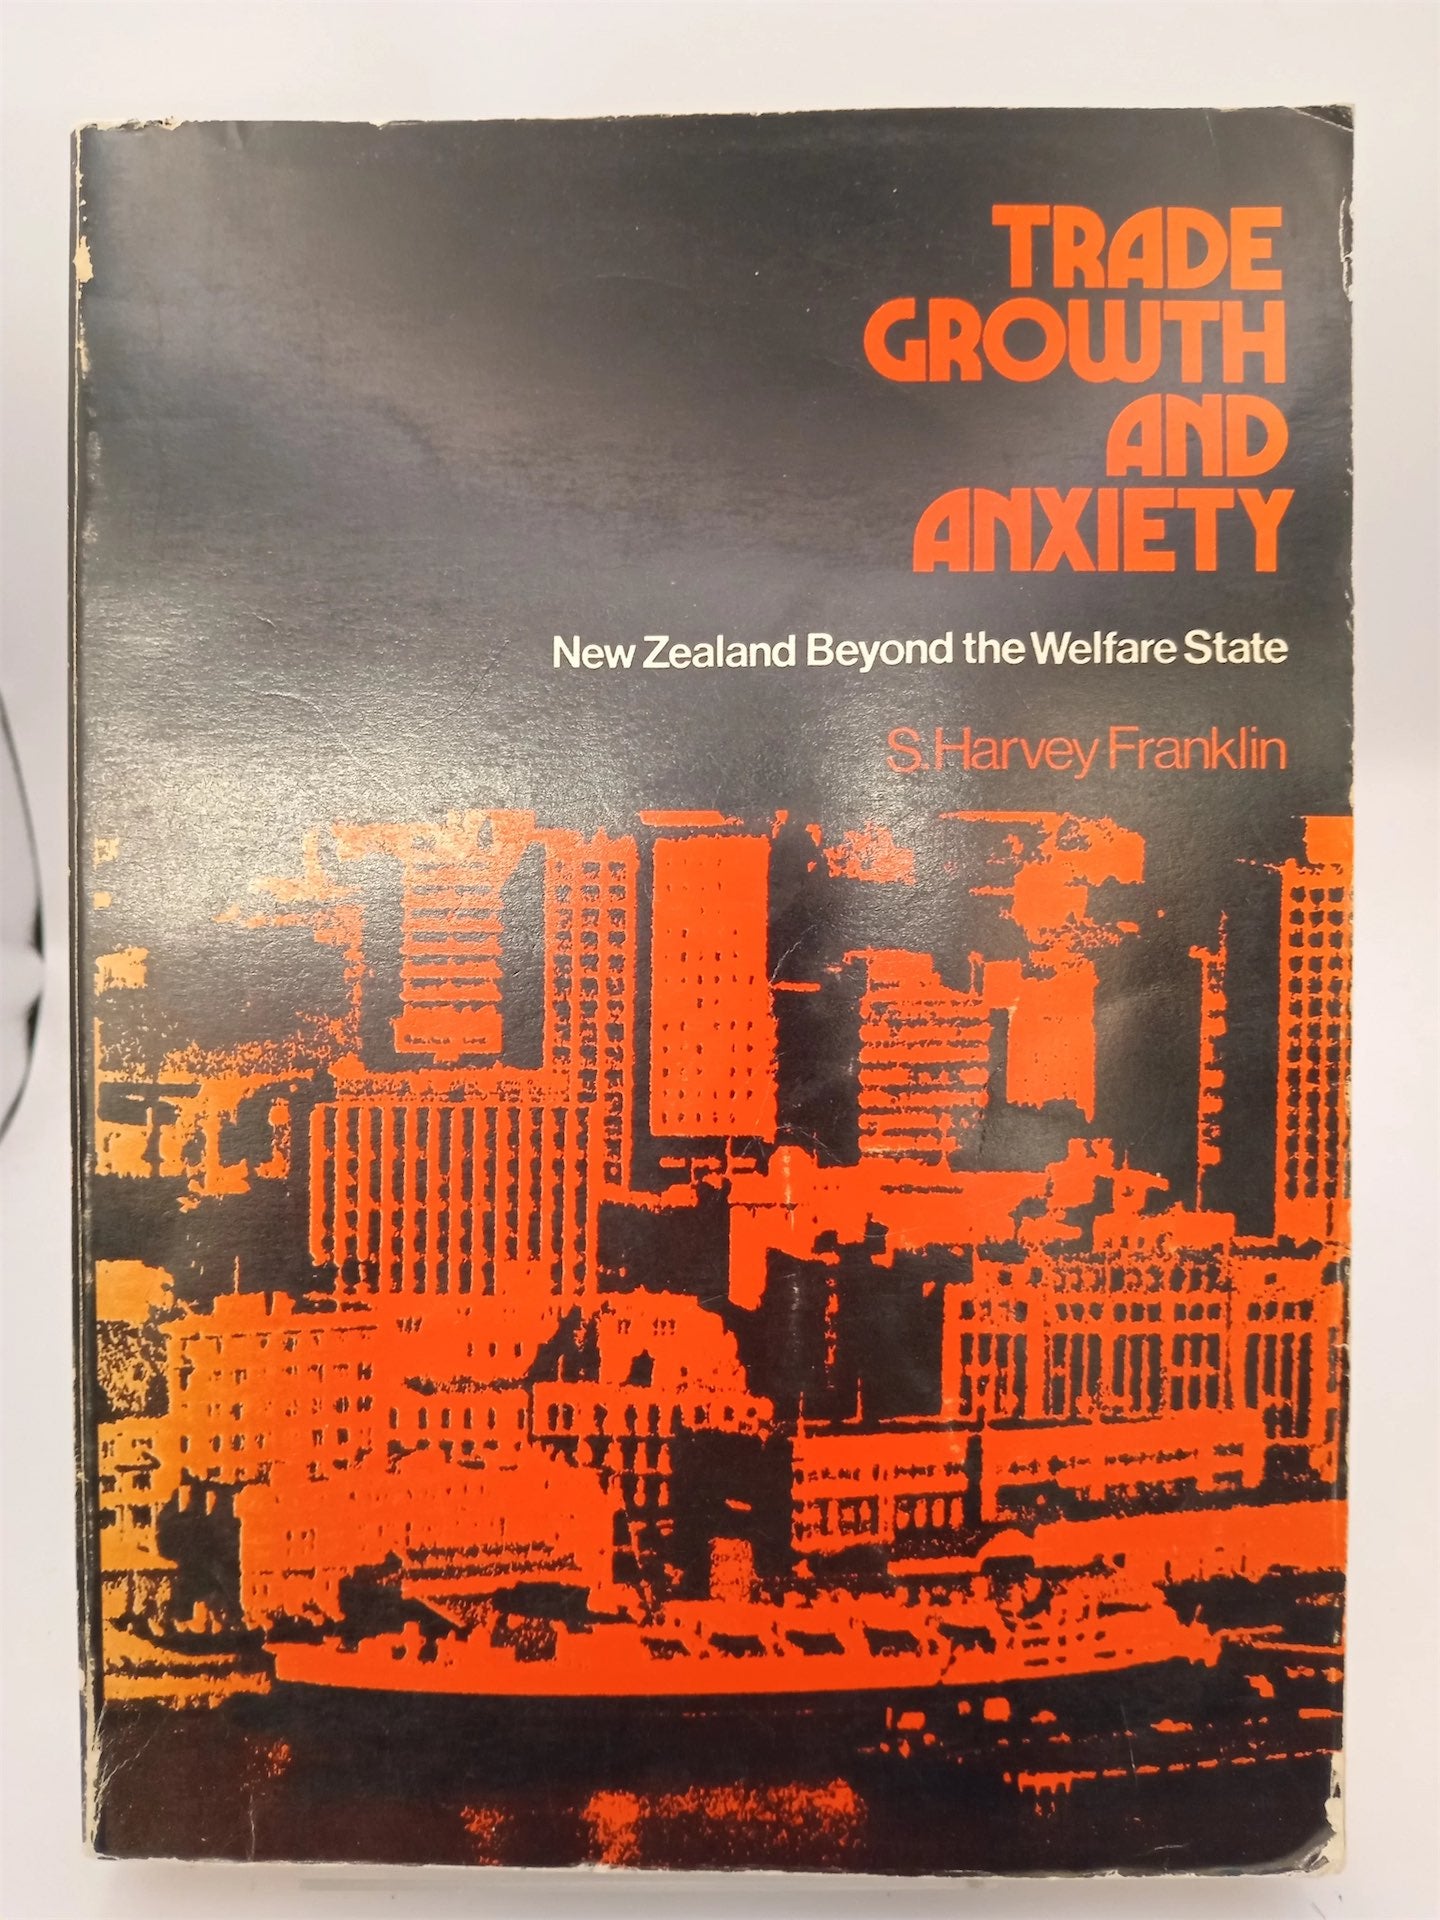 TRADE
GROWTH
AND
ANXIETY
New Zealand Beyond the Welfare State
S. Harvey Franklin